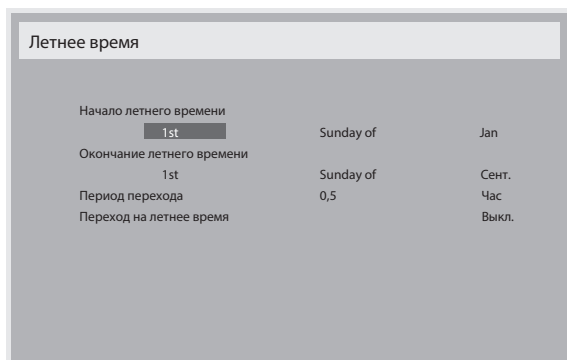 Летнее время
Начало летнего времени
1st Sunday of Jan
Окончание летнего времени
1st Sunday of Сент.
Период перехода 0,5 Час
Переход на летнее время Выкл.